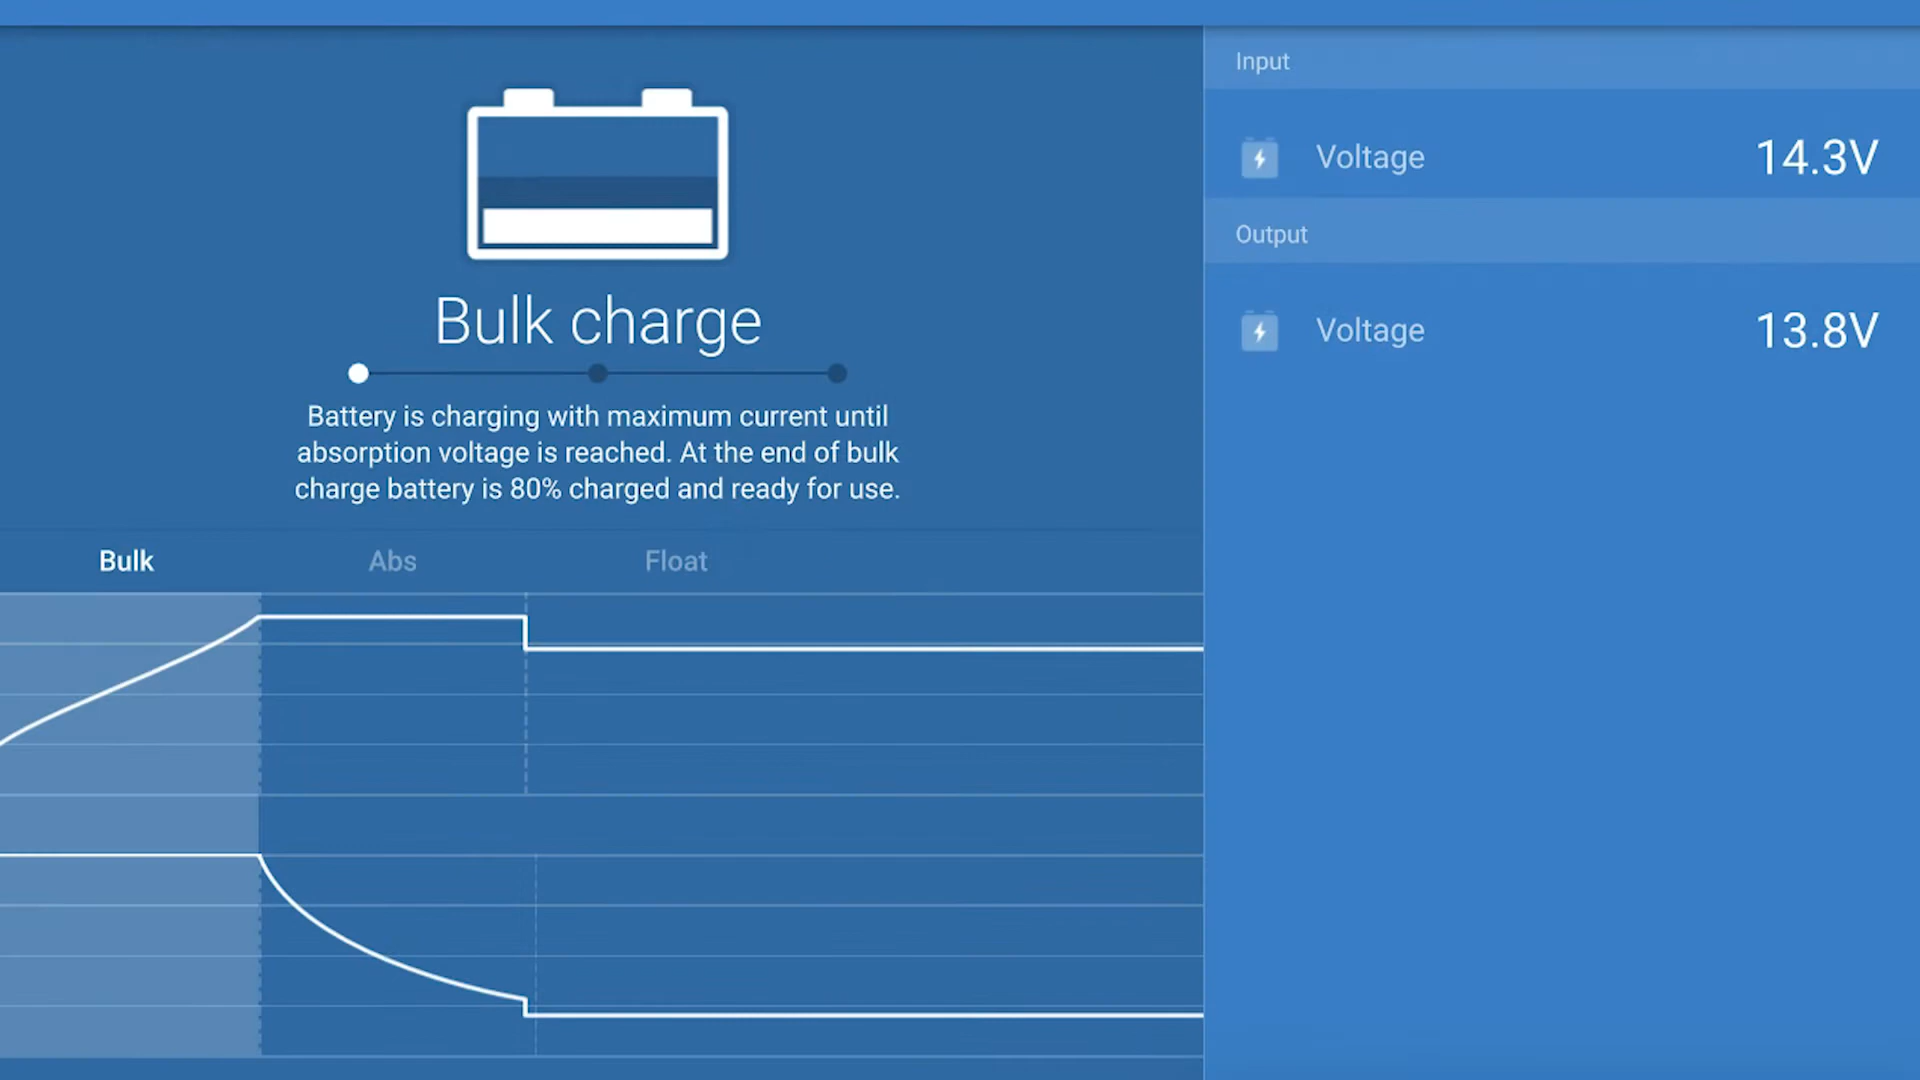 Bulk charge
Battery is charging with maximum current until
absorption voltage is reached. At the end of bulk
charge battery is 80% charged and ready for use.
Bulk Abs Float
Input
Voltage 14.3V
Output
Voltage 13.8V